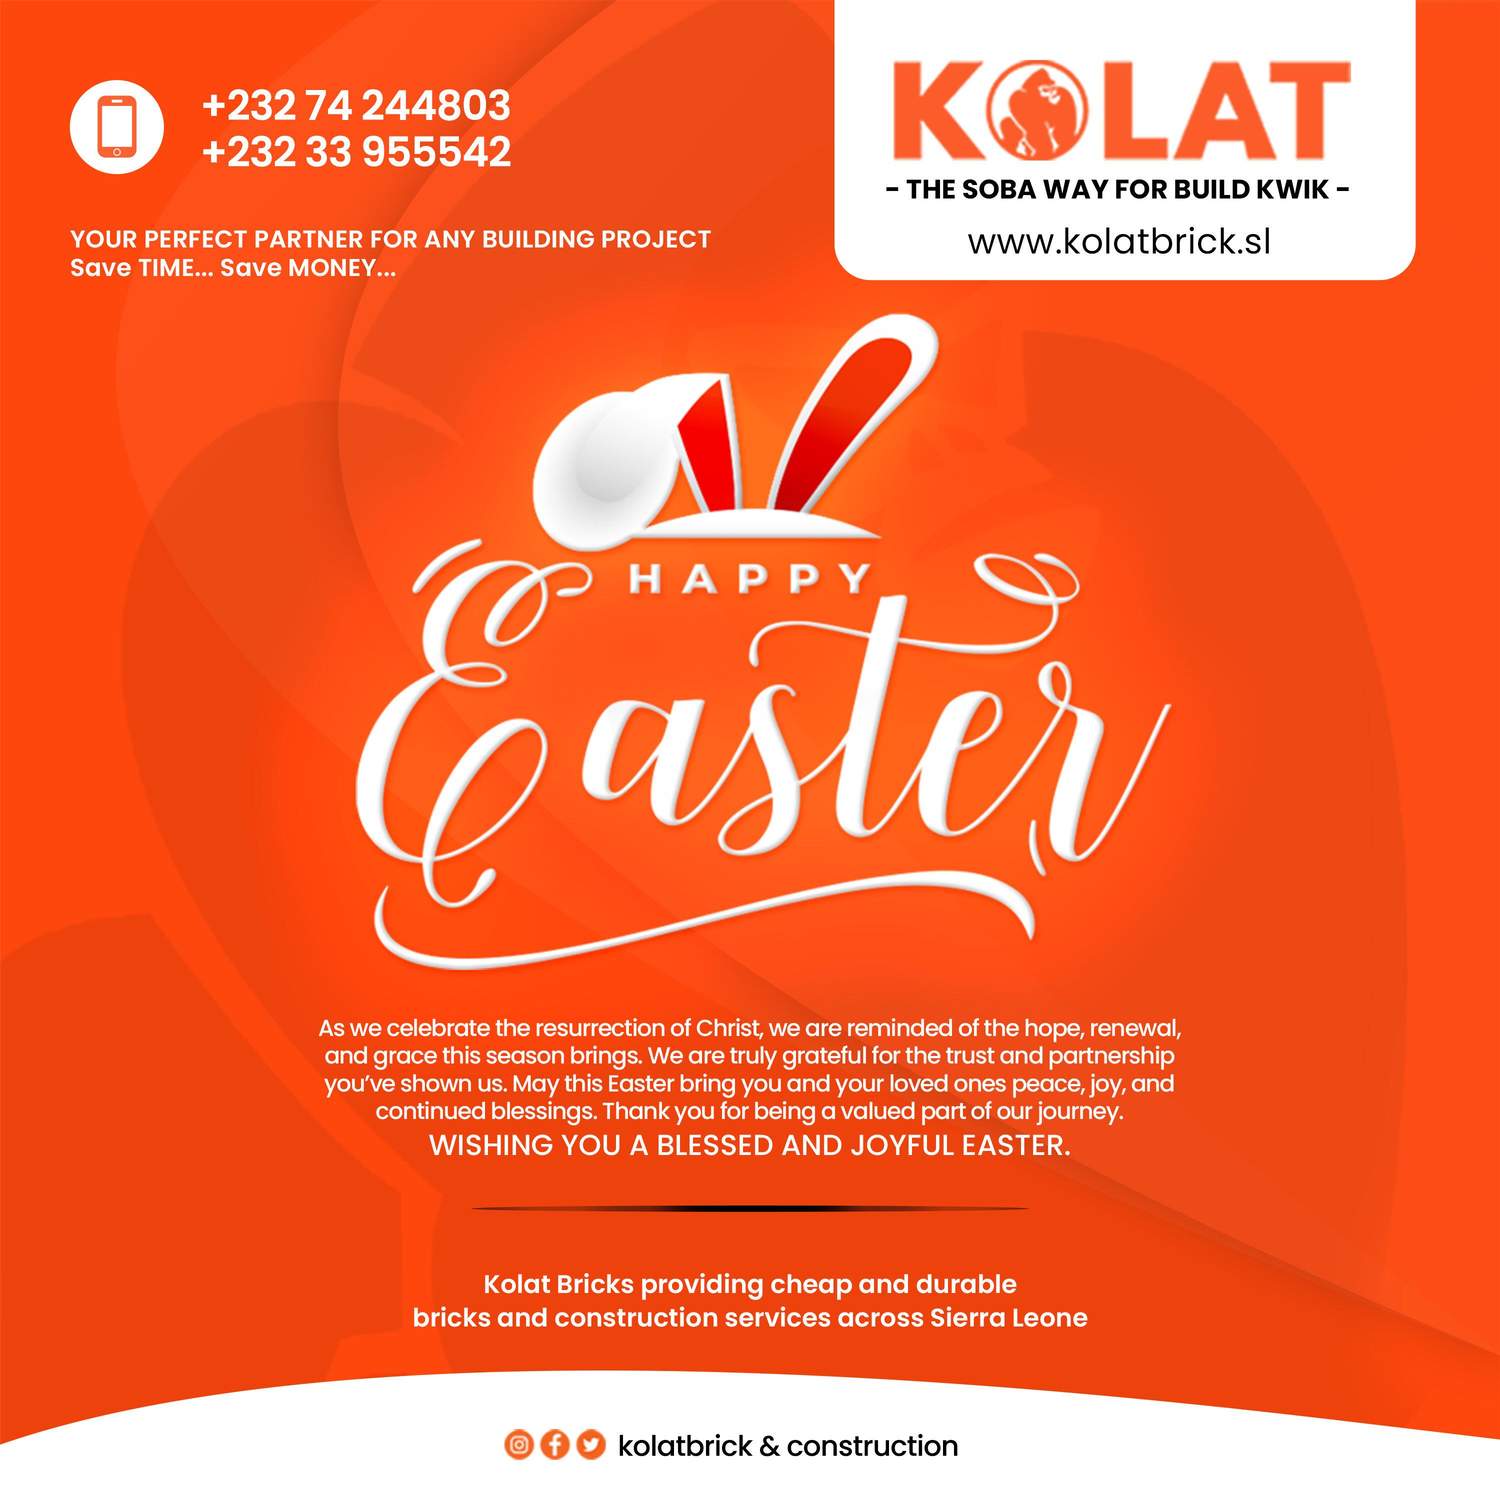 +232 74 244803
+232 33 955542
YOUR PERFECT PARTNER FOR ANY BUILDING PROJECT
Save TIME... Save MONEY...
KOLAT
- THE SOBA WAY FOR BUILD KWIK -
www.kolatbrick.sl
HAPPY
Easter
As we celebrate the resurrection of Christ, we are reminded of the hope, renewal,
and grace this season brings. We are truly grateful for the trust and partnership
you’ve shown us. May this Easter bring you and your loved ones peace, joy, and
continued blessings. Thank you for being a valued part of our journey.
WISHING YOU A BLESSED AND JOYFUL EASTER.
Kolat Bricks providing cheap and durable
bricks and construction services across Sierra Leone
kolatbrick & construction